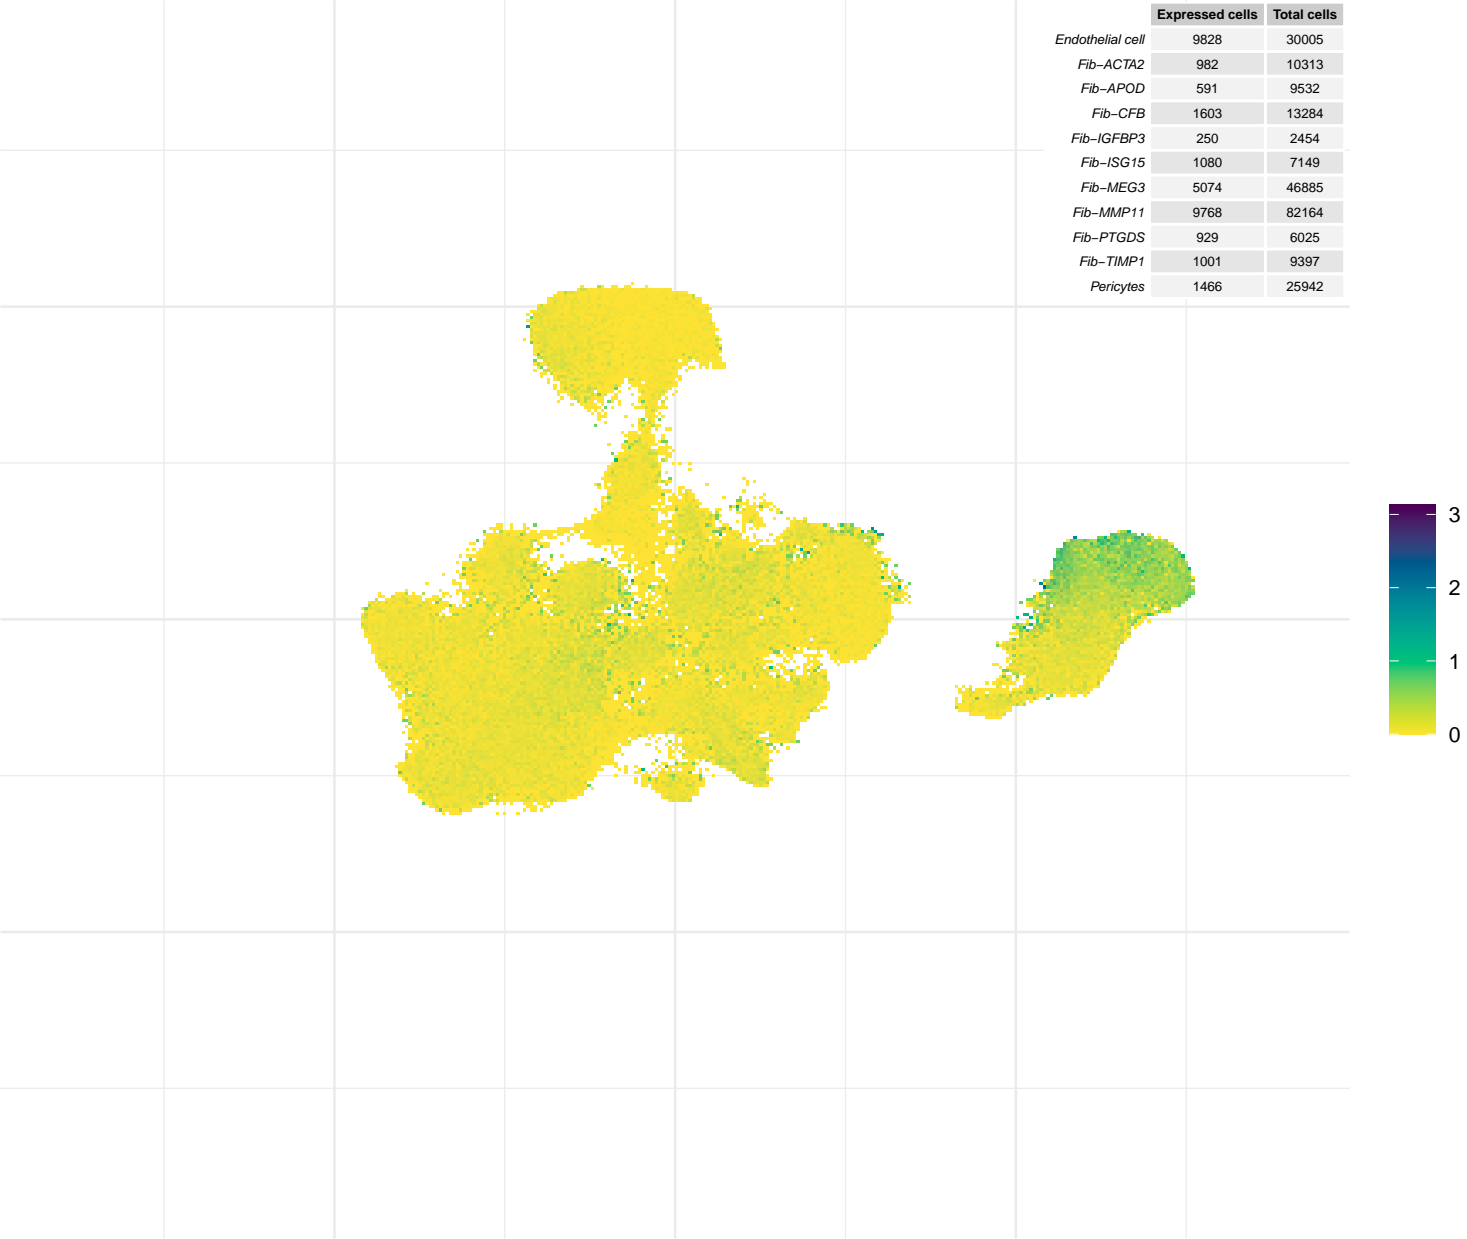 Expressed cells Total cells
Endothelial cell 9828 30005
Fib−ACTA2 982 10313
Fib−APOD 591 9532
Fib−CFB 1603 13284
Fib−IGFBP3 250 2454
Fib−ISG15 1080 7149
Fib−MEG3 5074 46885
Fib−MMP11 9768 82164
Fib−PTGDS 929 6025
Fib−TIMP1 1001 9397
Pericytes 1466 25942
3
2
1
0